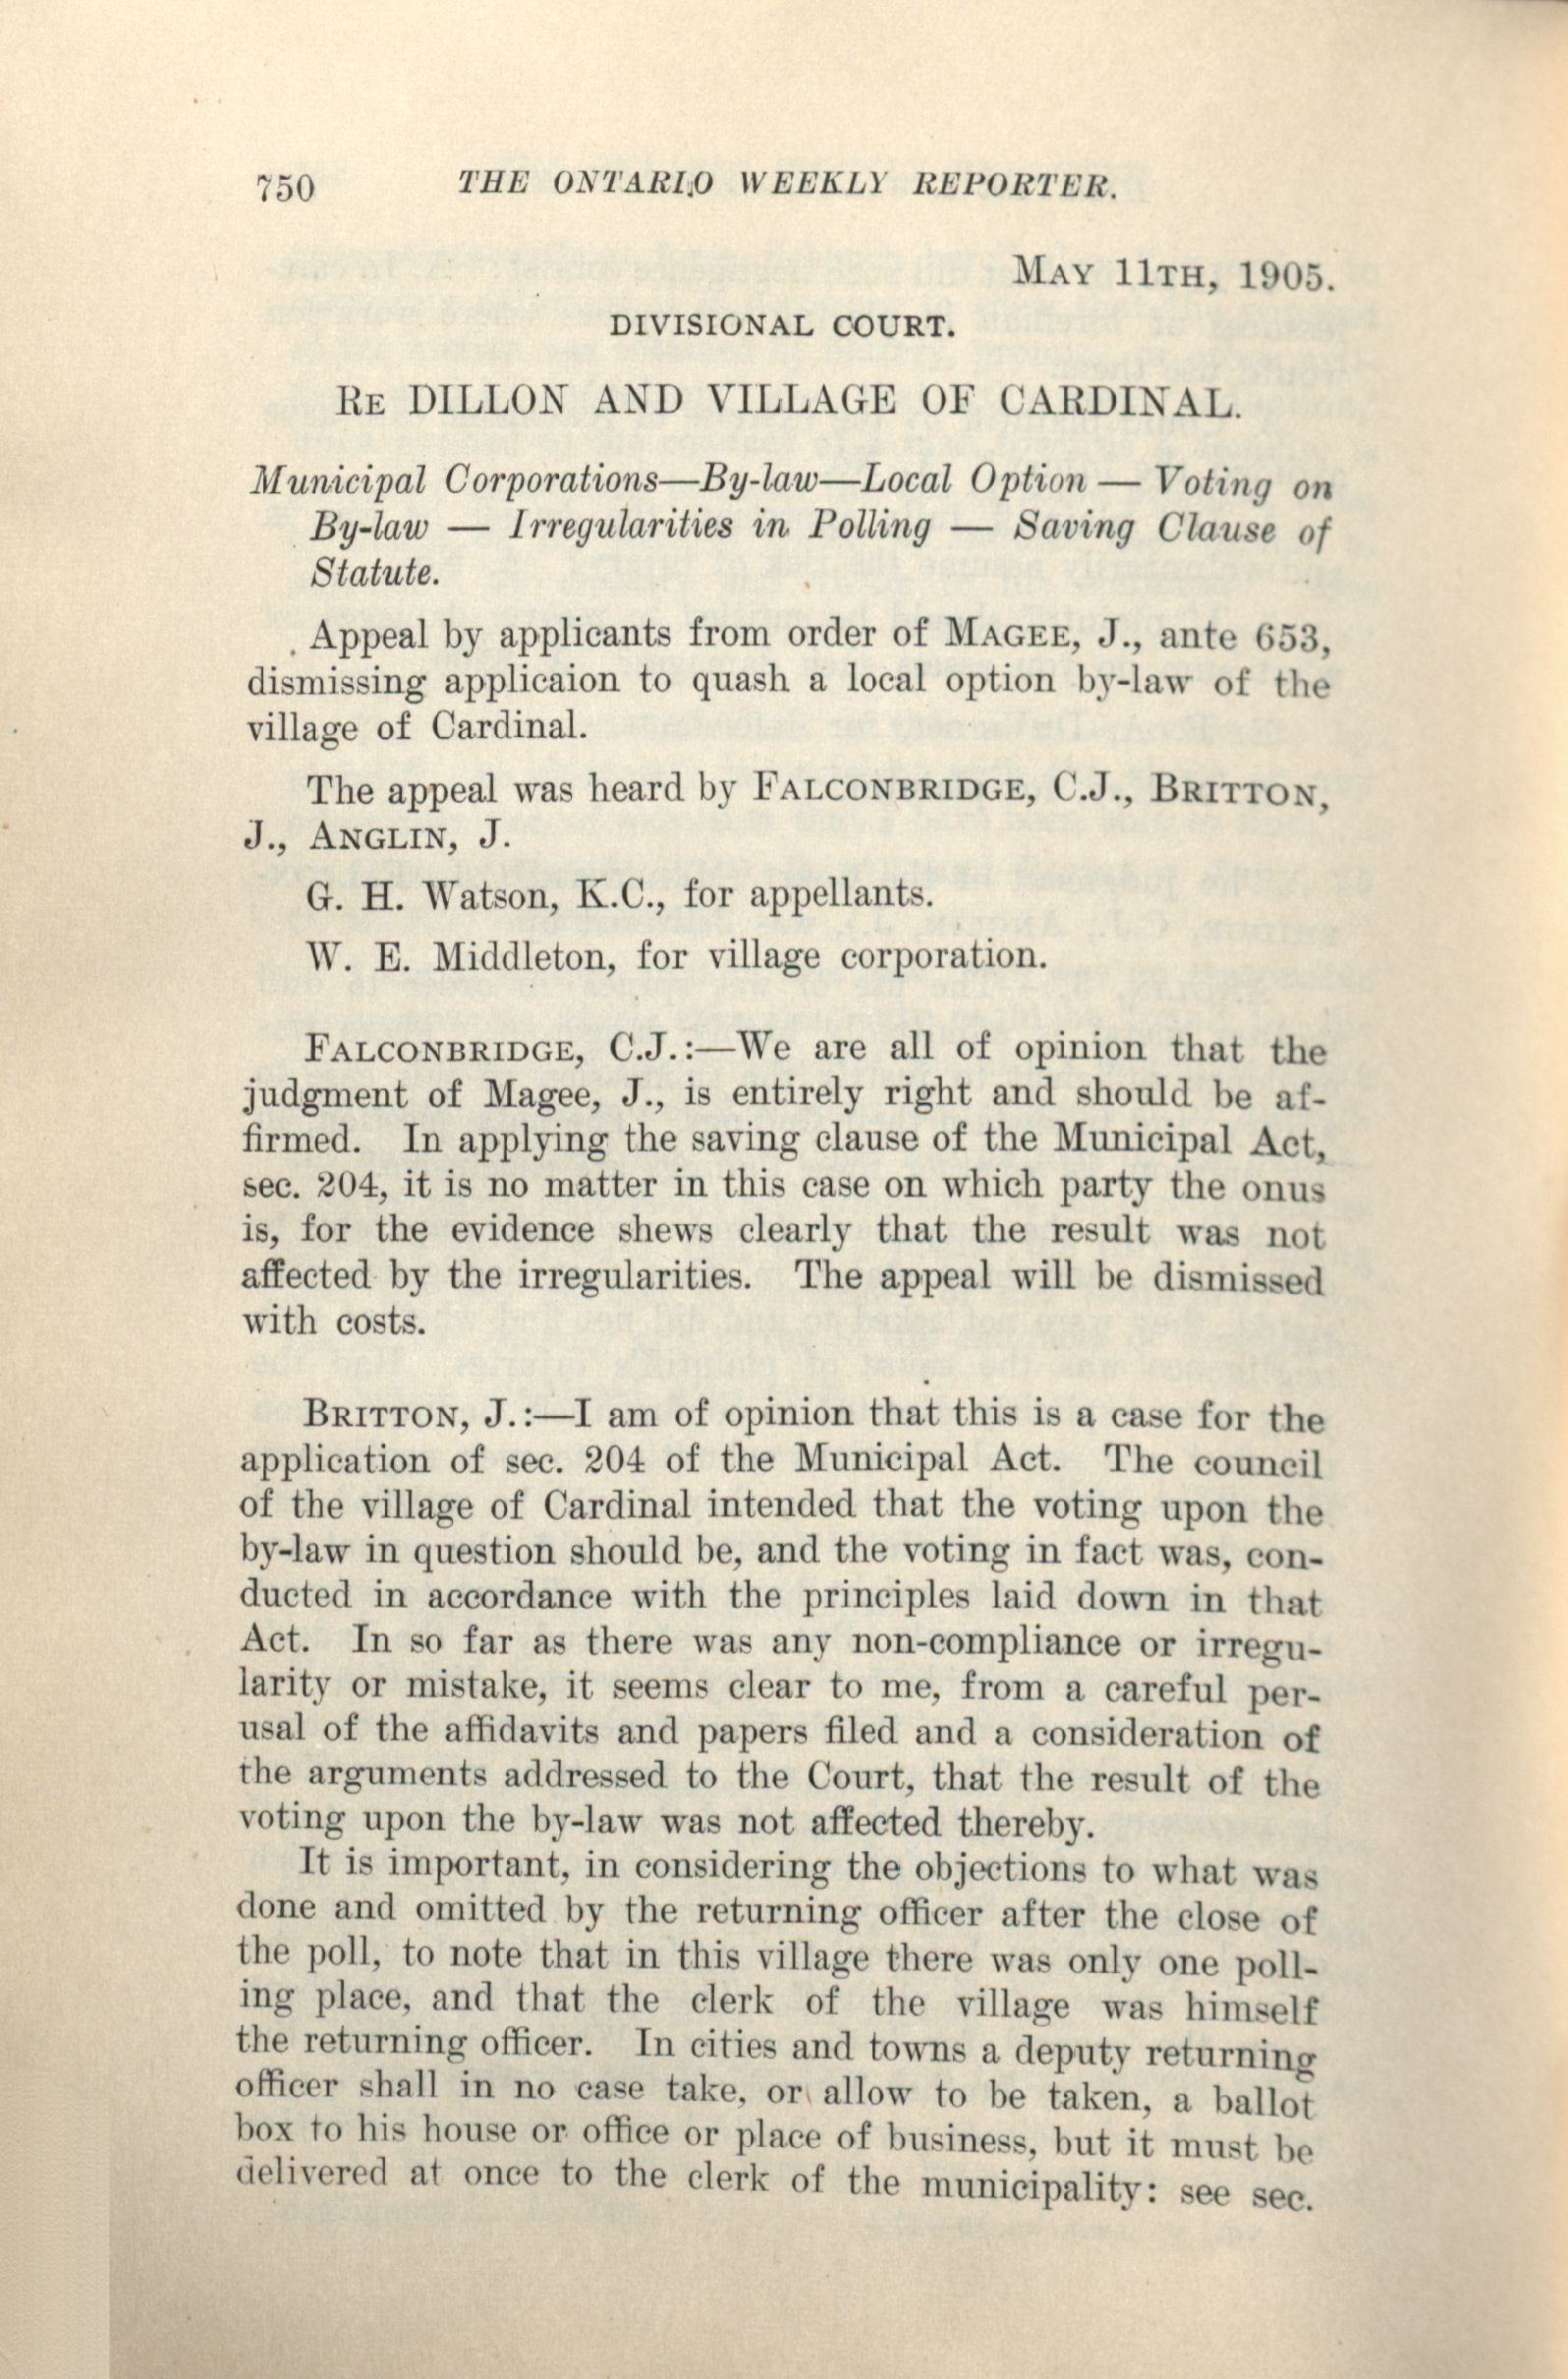 750 THE ONTARIO WEEKLY REPORTER.
MAY 11TH, 1905.
DIVISIONAL COURT.
RE DILLON AND VILLAGE OF CARDINAL.
Municipal Corporations—By-law—Local Option — Voting on
By-law — Irregularities in Polling — Saving Clause of
Statute.
Appeal by applicants from order of MAGEE, J., ante 653,
dismissing applicaion to quash a local option by-law of the
village of Cardinal.
The appeal was heard by FALCONBRIDGE, C.J., BRITTON,
J., ANGLIN, J.
G. H. Watson, K.C., for appellants.
W. E. Middleton, for village corporation.
FALCONBRIDGE, C.J.:—We are all of opinion that the
judgment of Magee, J., is entirely right and should be af-
firmed. In applying the saving clause of the Municipal Act,
sec. 204, it is no matter in this case on which party the onus
is, for the evidence shews clearly that the result was not
affected by the irregularities. The appeal will be dismissed
with costs.
BRITTON, J.:—I am of opinion that this is a case for the
application of sec. 204 of the Municipal Act. The council
of the village of Cardinal intended that the voting upon the
by-law in question should be, and the voting in fact was, con-
ducted in accordance with the principles laid down in that
Act. In so far as there was any non-compliance or irregu-
larity or mistake, it seems clear to me, from a careful per-
usal of the affidavits and papers filed and a consideration of
the arguments addressed to the Court, that the result of the
voting upon the by-law was not affected thereby.
It is important, in considering the objections to what was
done and omitted by the returning officer after the close of
the poll, to note that in this village there was only one poll-
ing place, and that the clerk of the village was himself
the returning officer. In cities and towns a deputy returning
officer shall in no case take, or allow to be taken, a ballot
box to his house or office or place of business, but it must be
delivered at once to the clerk of the municipality: see sec.